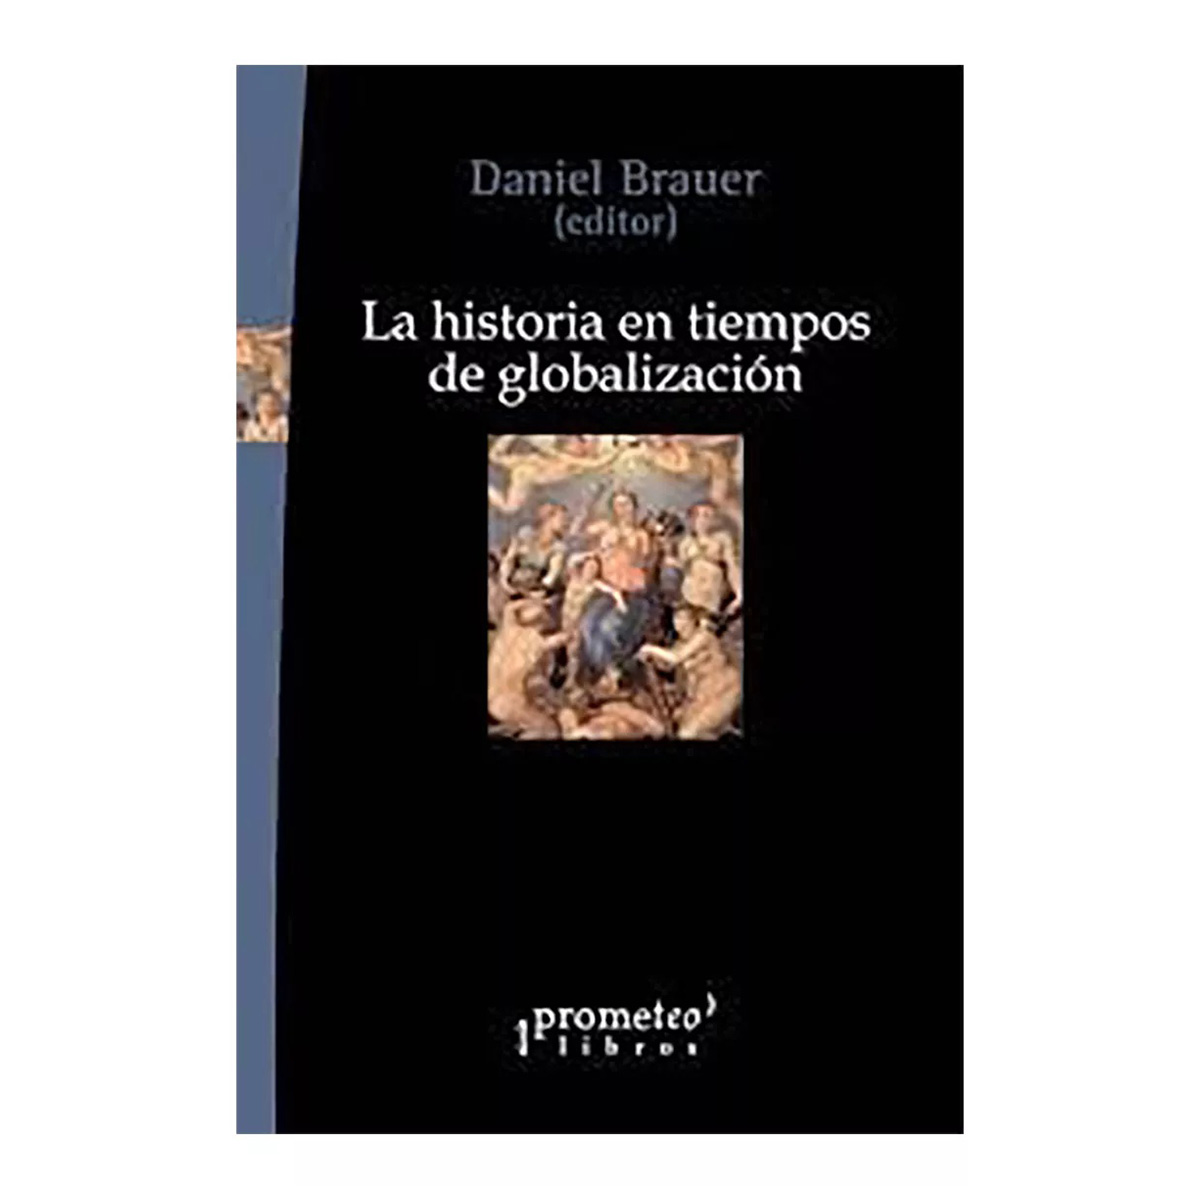 Daniel Brauer
(editor)
La historia en tiempos
de globalización
prometeo
libros